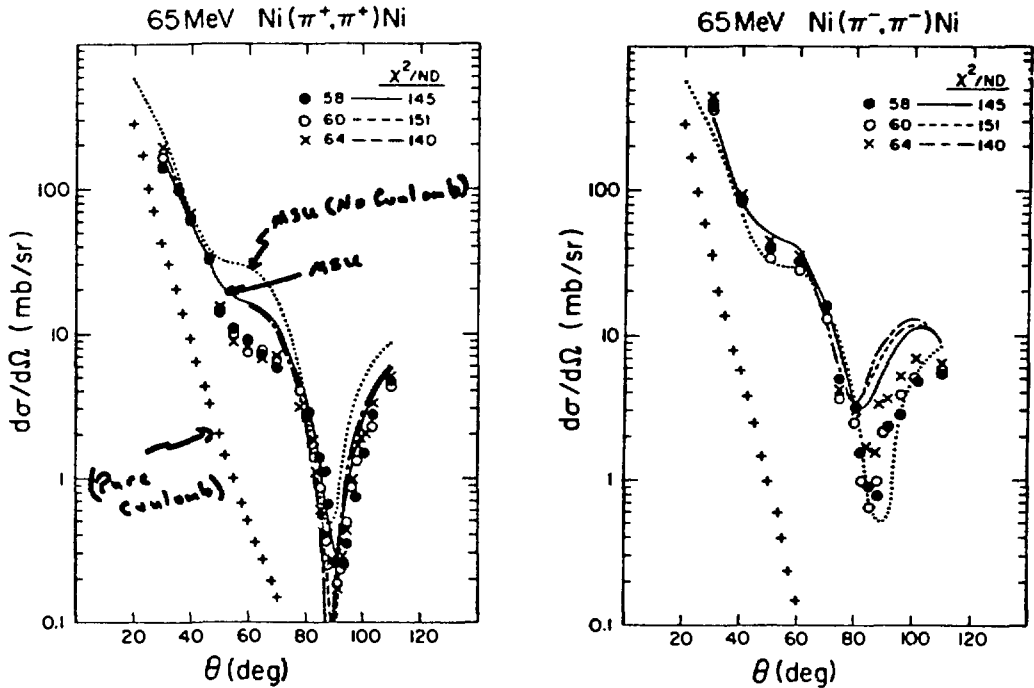 65 MeV Ni(π⁺,π⁺)Ni
χ²/ND
● 58 —— 145
○ 60 ----- 151
× 64 — — — 140
MSU (No Coulomb)
MSU
(Pure Coulomb)
100
10
1
0.1
dσ/dΩ (mb/sr)
20 40 60 80 100 120
θ (deg)
65 MeV Ni(π⁻,π⁻)Ni
χ²/ND
● 58 —— 145
○ 60 ----- 151
× 64 — - — 140
100
10
1
0.1
dσ/dΩ (mb/sr)
20 40 60 80 100 120
θ (deg)